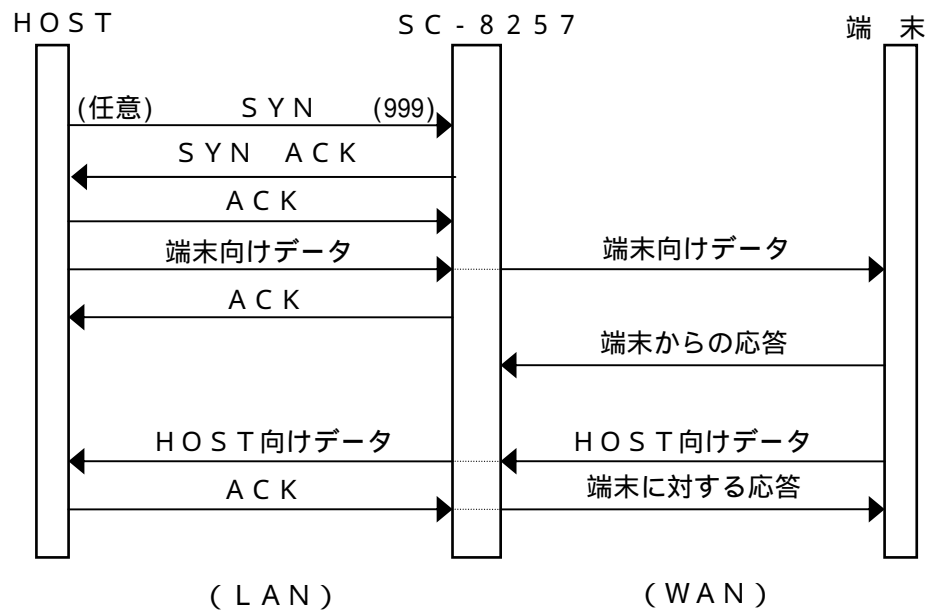 ＨＯＳＴ ＳＣ-８２５７ 端 末
(任意) ＳＹＮ (999)
ＳＹＮ ＡＣＫ
ＡＣＫ
端末向けデータ 端末向けデータ
ＡＣＫ
端末からの応答
ＨＯＳＴ向けデータ ＨＯＳＴ向けデータ
ＡＣＫ 端末に対する応答
（ＬＡＮ） （ＷＡＮ）